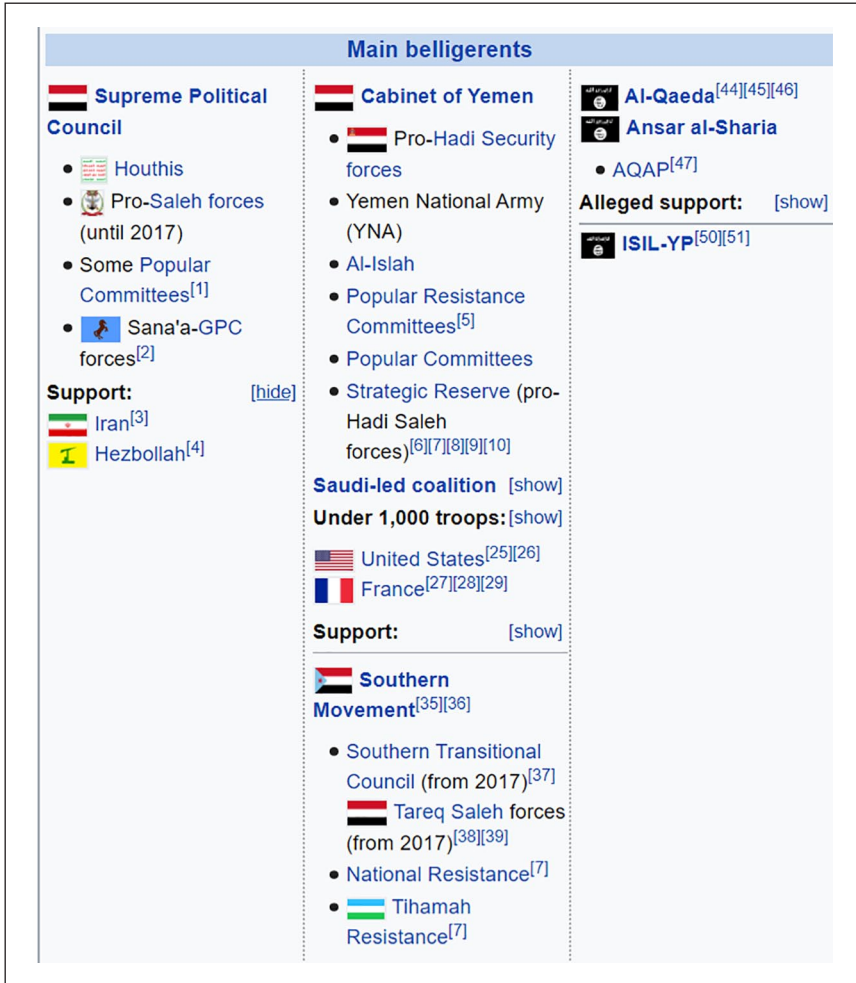 Main belligerents
Supreme Political
Council
• Houthis
• Pro-Saleh forces
(until 2017)
• Some Popular
Committees[1]
• Sana'a-GPC
forces[2]
Support: [hide]
Iran[3]
Hezbollah[4]
Cabinet of Yemen
• Pro-Hadi Security
forces
• Yemen National Army
(YNA)
• Al-Islah
• Popular Resistance
Committees[5]
• Popular Committees
• Strategic Reserve (pro-
Hadi Saleh
forces)[6][7][8][9][10]
Saudi-led coalition [show]
Under 1,000 troops: [show]
United States[25][26]
France[27][28][29]
Support: [show]
Southern
Movement[35][36]
• Southern Transitional
Council (from 2017)[37]
Tareq Saleh forces
(from 2017)[38][39]
• National Resistance[7]
• Tihamah
Resistance[7]
Al-Qaeda[44][45][46]
Ansar al-Sharia
• AQAP[47]
Alleged support: [show]
ISIL-YP[50][51]